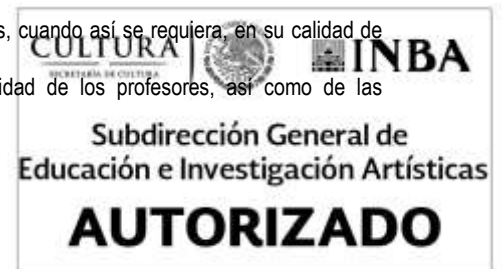 s, cuando así se requiera, en su calidad de
CULTURA
SECRETARÍA DE CULTURA
INBA
idad de los profesores, así como de las
Subdirección General de
Educación e Investigación Artísticas
AUTORIZADO